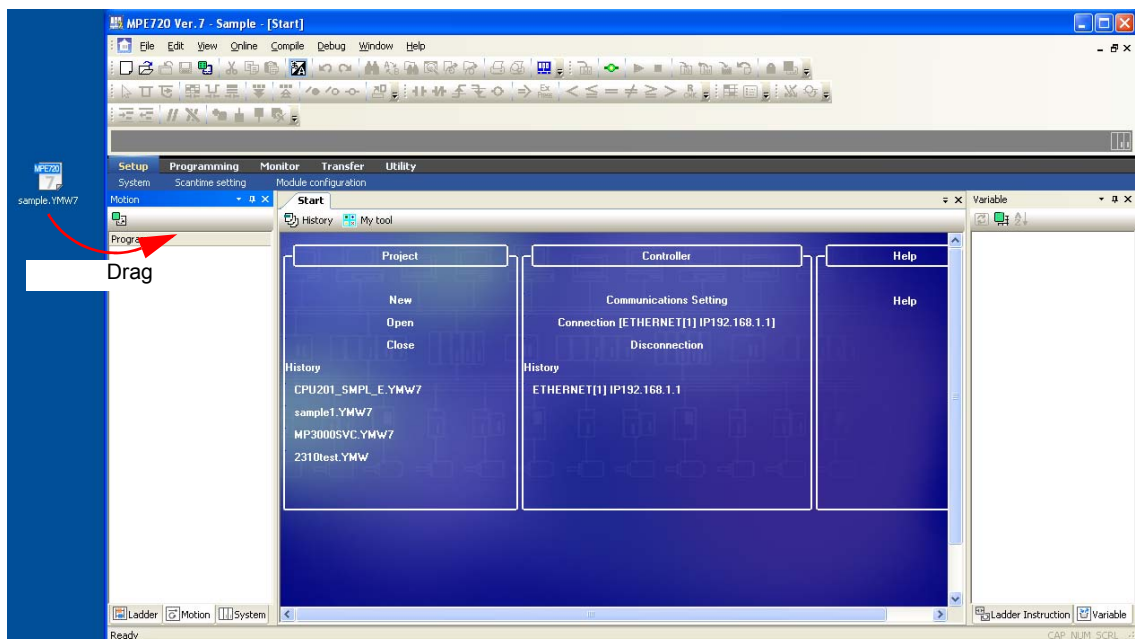 MPE720 Ver.7 - Sample - [Start]
File Edit View Online Compile Debug Window Help
Setup Programming Monitor Transfer Utility
System Scantime setting Module configuration
MPE720
7
sample.YMW7
Motion
Start
Variable
History My tool
Progra
Drag
Project
Controller
Help
New
Communications Setting
Help
Open
Connection [ETHERNET[1] IP192.168.1.1]
Close
Disconnection
History
History
CPU201_SMPL_E.YMW7
ETHERNET[1] IP192.168.1.1
sample1.YMW7
MP3000SVC.YMW7
2310test.YMW
Ladder Motion System
Ladder Instruction Variable
Ready
CAP NUM SCRL